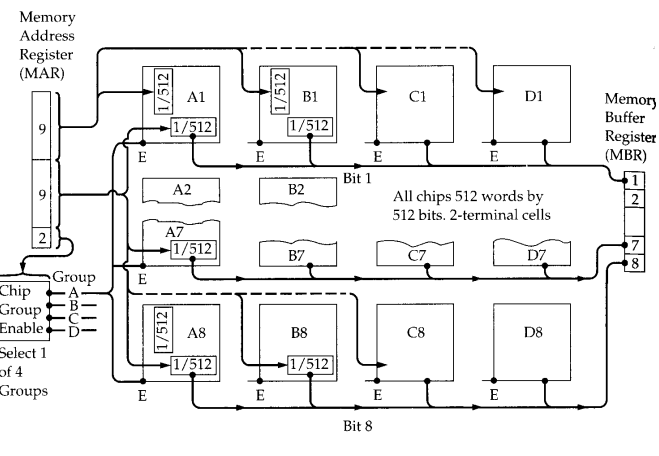 Memory
Address
Register
(MAR)
9
9
2
1/512
A1
1/512
E
1/512
B1
1/512
E
C1
E
D1
E
Memory
Buffer
Register
(MBR)
1
2
7
8
Bit 1
A2
B2
All chips 512 words by
512 bits. 2-terminal cells
A7
1/512
E
B7
C7
D7
Group
Chip
Group
Enable
A
B
C
D
Select 1
of 4
Groups
1/512
A8
1/512
E
B8
1/512
E
C8
E
D8
E
Bit 8